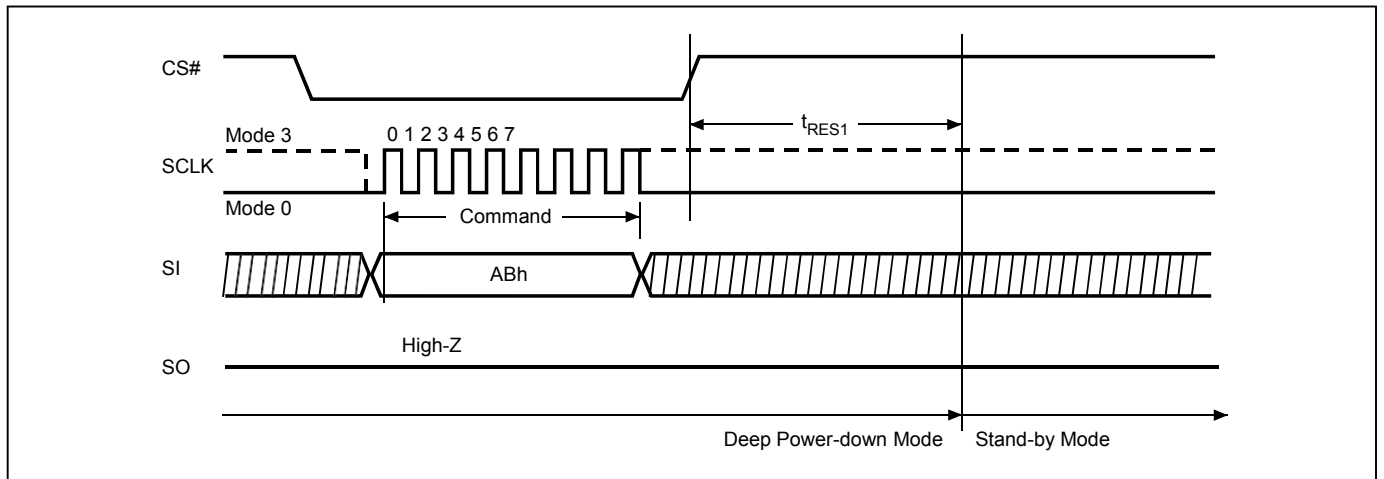 CS#
tRES1
Mode 3
0 1 2 3 4 5 6 7
SCLK
Mode 0
Command
SI
ABh
High-Z
SO
Deep Power-down Mode
Stand-by Mode